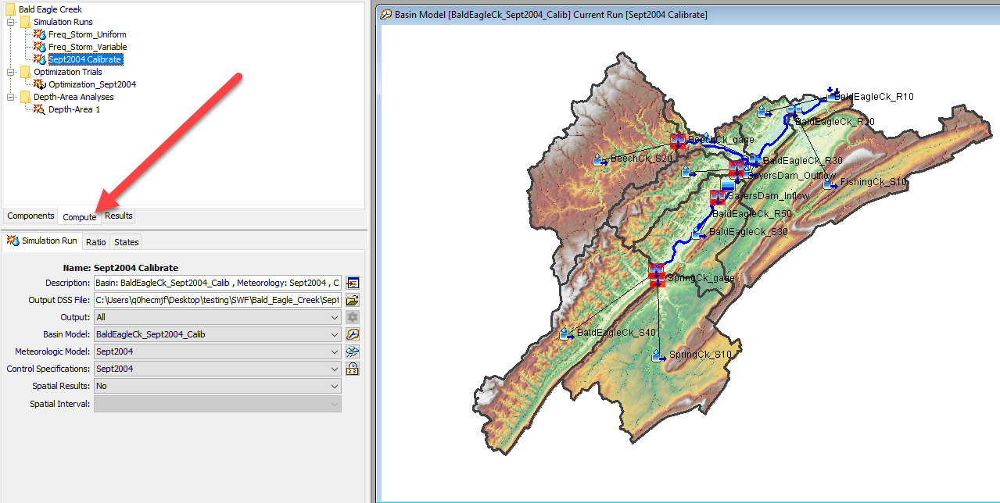 Bald Eagle Creek
Simulation Runs
Freq_Storm_Uniform
Freq_Storm_Variable
Sept2004 Calibrate
Optimization Trials
Optimization_Sept2004
Depth-Area Analyses
Depth-Area 1
Components Compute Results
Simulation Run Ratio States
Name: Sept2004 Calibrate
Description: Basin: BaldEagleCk_Sept2004_Calib , Meteorology: Sept2004 , C
Output DSS File: C:\Users\q0hecmjf\Desktop\testing\SWF\Bald_Eagle_Creek\Sept
Output: All
Basin Model: BaldEagleCk_Sept2004_Calib
Meteorologic Model: Sept2004
Control Specifications: Sept2004
Spatial Results: No
Spatial Interval:
Basin Model [BaldEagleCk_Sept2004_Calib] Current Run [Sept2004 Calibrate]
BaldEagleCk_R10
BaldEagleCk_R20
BeechCk_gage
BeechCk_S20
BaldEagleCk_R30
SayersDam_Outflow
FishingCk_S10
SayersDam_Inflow
BaldEagleCk_R50
BaldEagleCk_S30
SpringCk_gage
BaldEagleCk_S40
SpringCk_S10